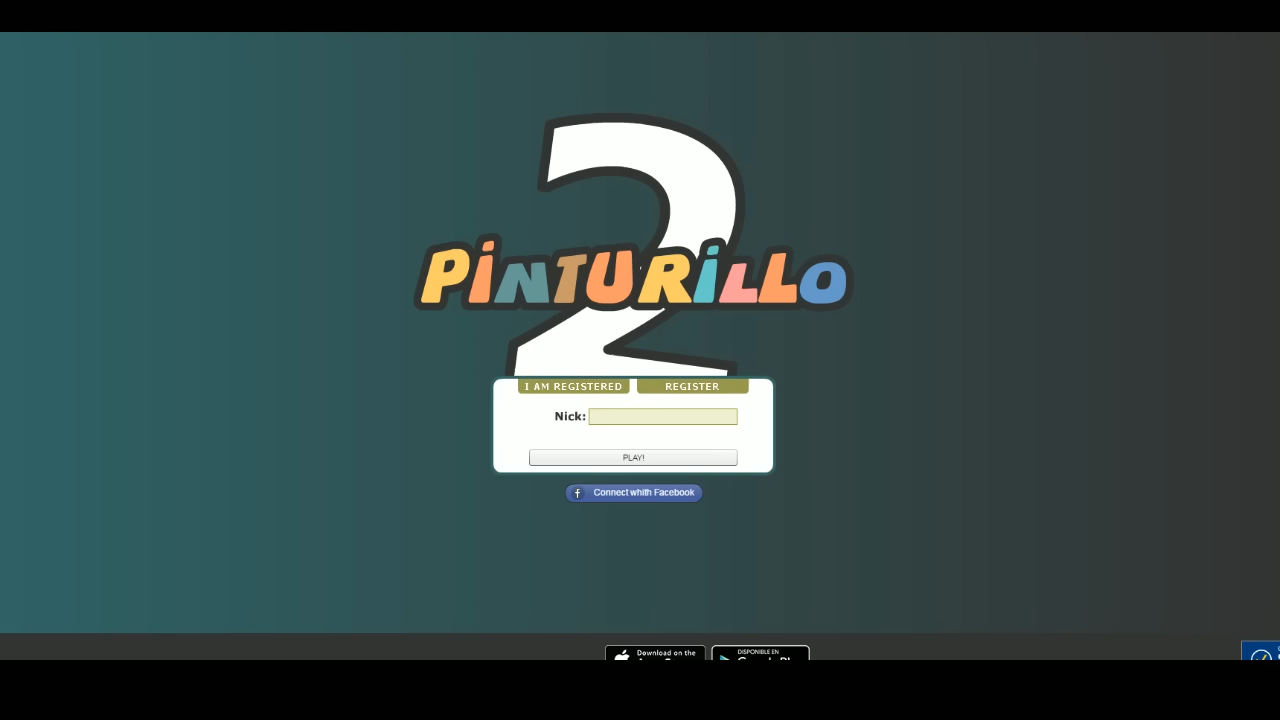 2
PINTURILLO
I AM REGISTERED
REGISTER
Nick:
PLAY!
Connect whith Facebook
Download on the
DISPONIBLE EN